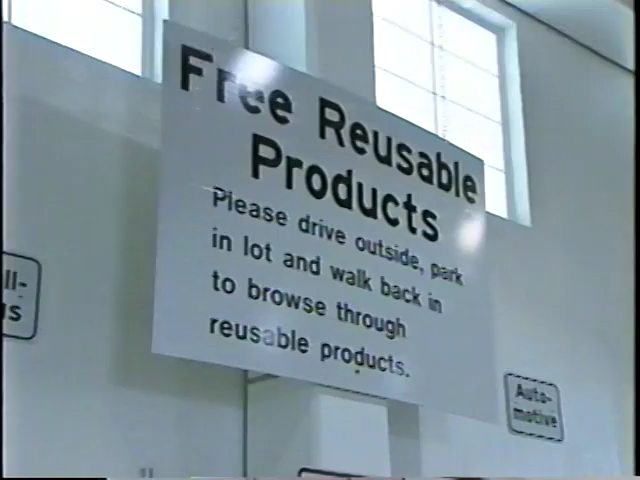 Free Reusable
Products
Please drive outside, park
in lot and walk back in
to browse through
reusable products.
Auto-
motive